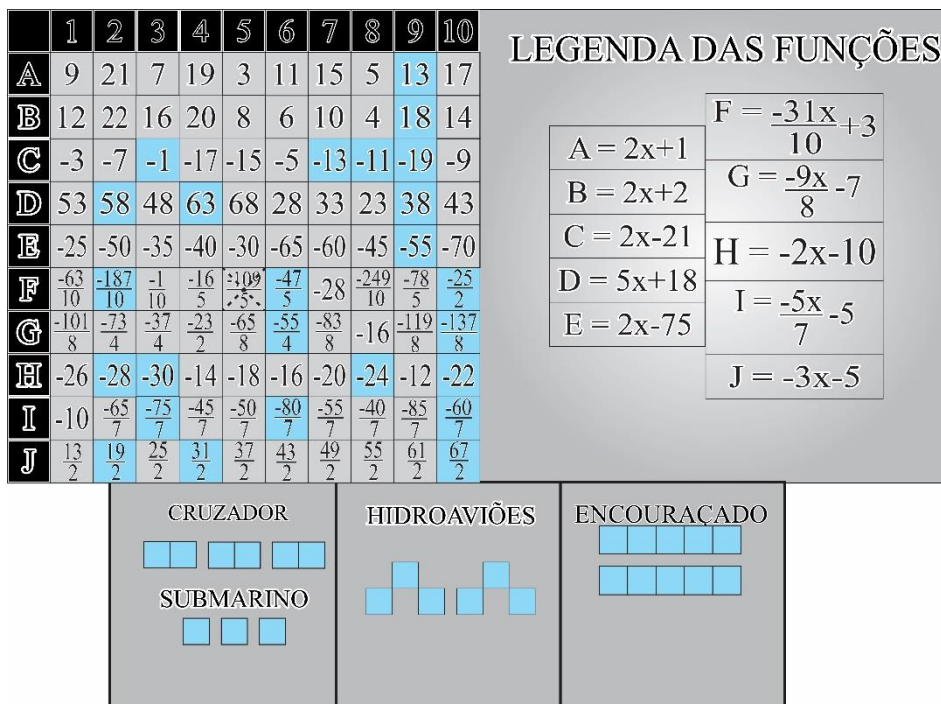 1 2 3 4 5 6 7 8 9 10
A 9 21 7 19 3 11 15 5 13 17
B 12 22 16 20 8 6 10 4 18 14
C -3 -7 -1 -17 -15 -5 -13 -11 -19 -9
D 53 58 48 63 68 28 33 23 38 43
E -25 -50 -35 -40 -30 -65 -60 -45 -55 -70
F -63/10 -187/10 -1/10 -16/5 -109/5 -47/5 -28 -249/10 -78/5 -25/2
G -101/8 -73/4 -37/4 -23/2 -65/8 -55/4 -83/8 -16 -119/8 -137/8
H -26 -28 -30 -14 -18 -16 -20 -24 -12 -22
I -10 -65/7 -75/7 -45/7 -50/7 -80/7 -55/7 -40/7 -85/7 -60/7
J 13/2 19/2 25/2 31/2 37/2 43/2 49/2 55/2 61/2 67/2
LEGENDA DAS FUNÇÕES
A = 2x+1
B = 2x+2
C = 2x-21
D = 5x+18
E = 2x-75
F = -31x/10 +3
G = -9x/8 -7
H = -2x-10
I = -5x/7 -5
J = -3x-5
CRUZADOR
SUBMARINO
HIDROAVIÕES
ENCOURAÇADO